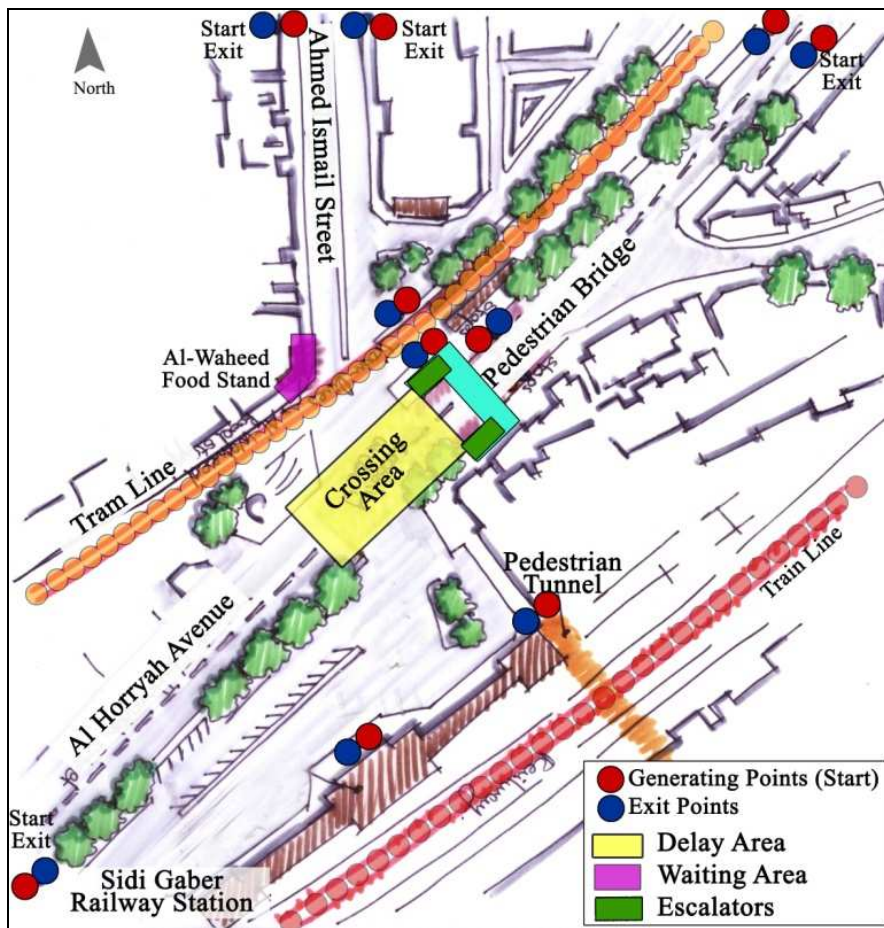 North
Start
Exit
Ahmed Ismail Street
Start
Exit
Start
Exit
Pedestrian Bridge
Al-Waheed
Food Stand
Tram Line
Crossing
Area
Pedestrian
Tunnel
Train Line
Al Horryah Avenue
Railway
Start
Exit
Sidi Gaber
Railway Station
Generating Points (Start)
Exit Points
Delay Area
Waiting Area
Escalators